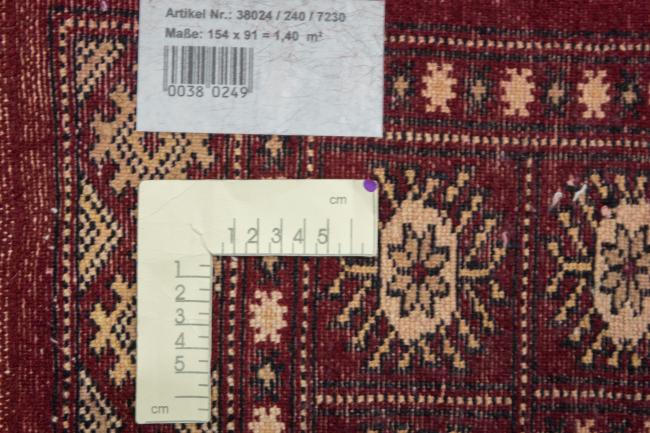 Artikel Nr.: 38024 / 240 / 7230
Maße: 154 x 91 = 1,40 m²
0038 0249
cm
1 2 3 4 5
1
2
3
4
5
cm